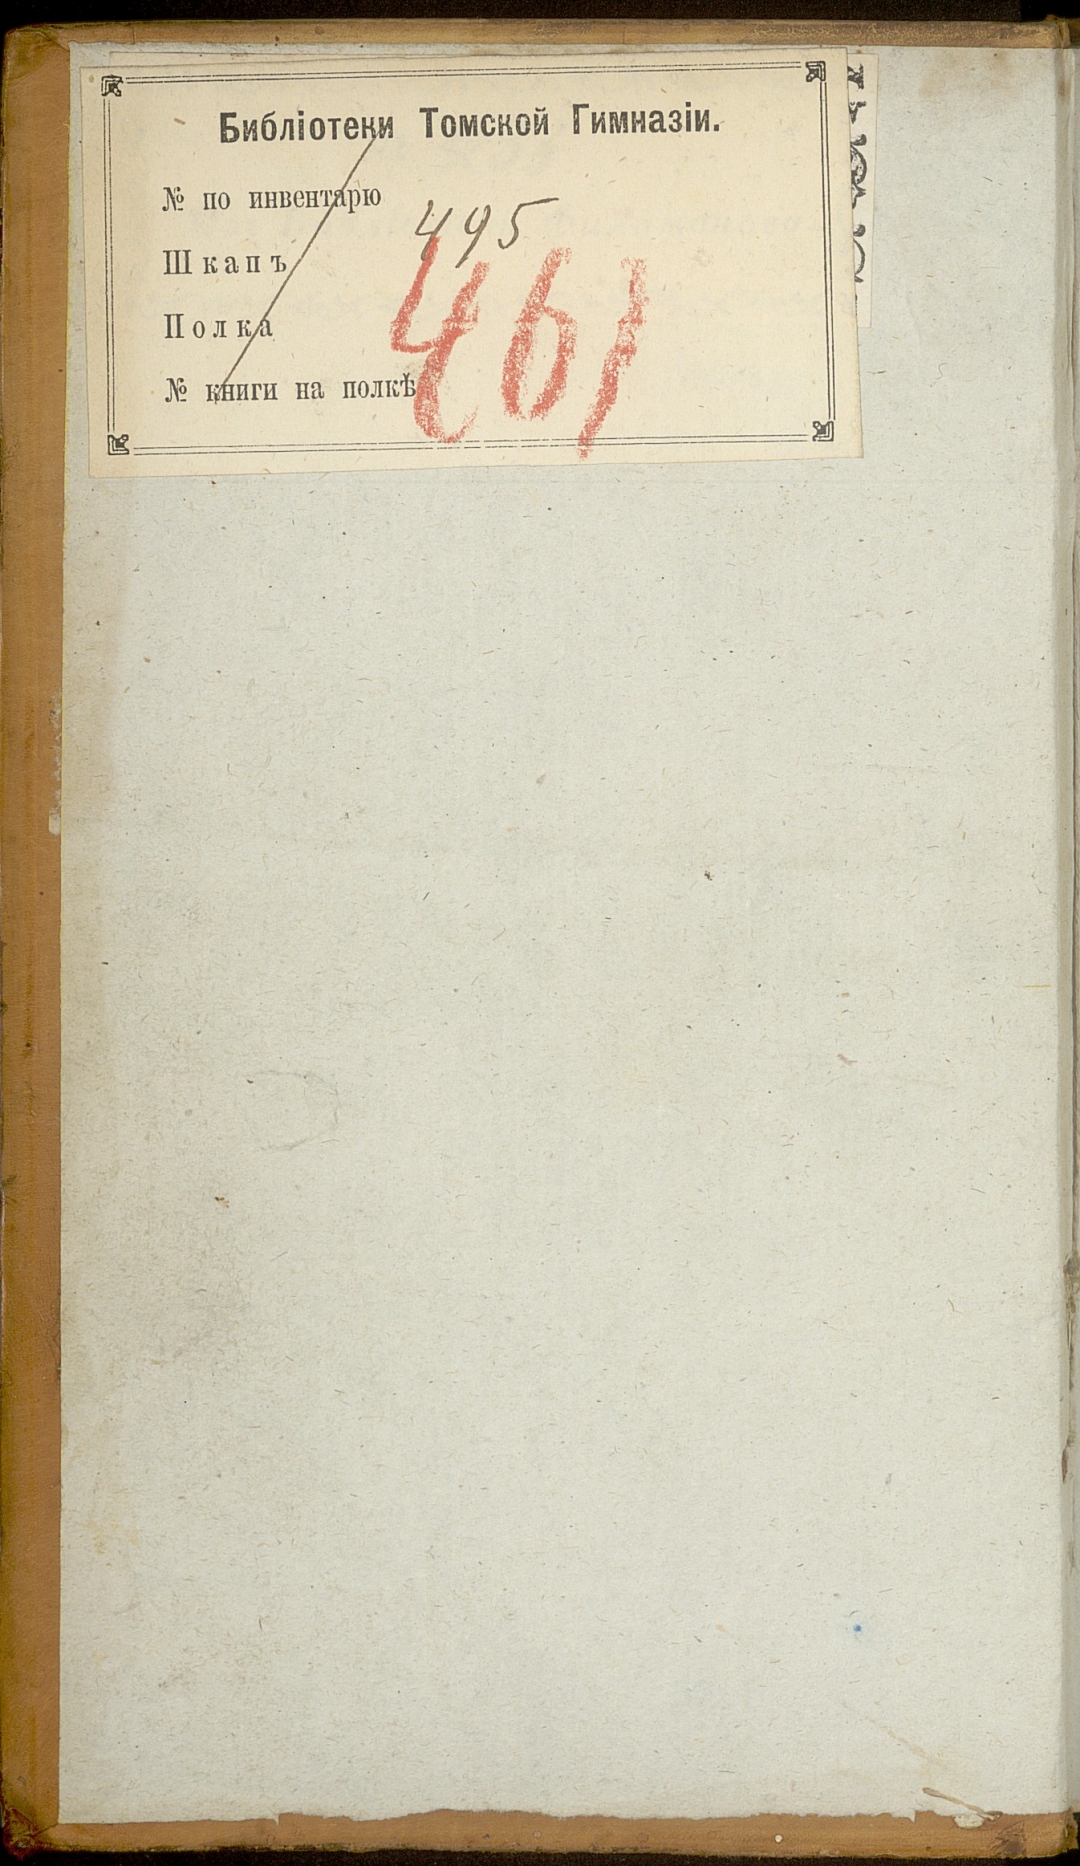 Библіотеки Томской Гимназіи.
№ по инвентарю
495
Шкапъ
461
Полка
№ книги на полкѣ